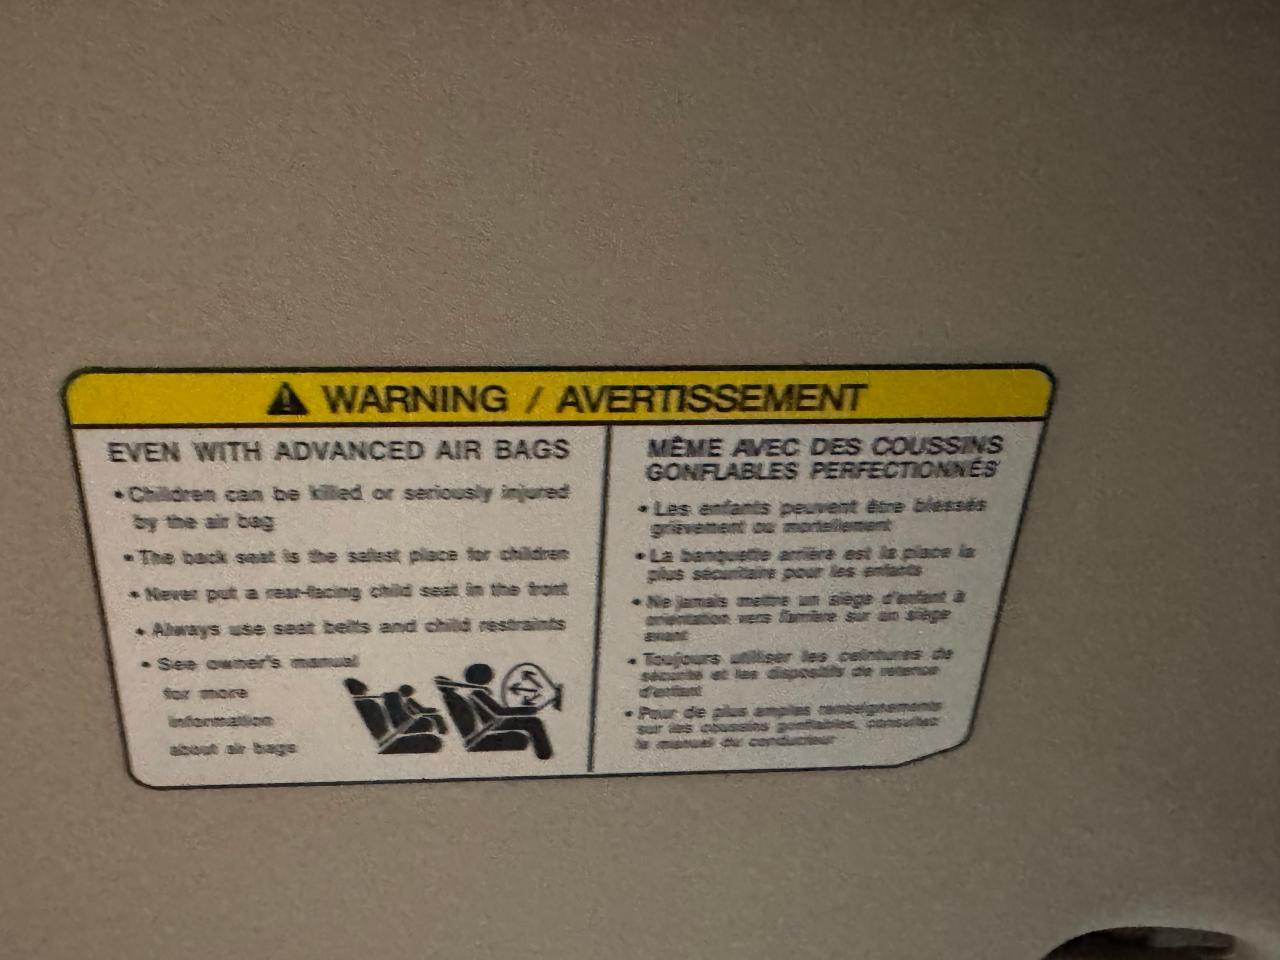 WARNING / AVERTISSEMENT
EVEN WITH ADVANCED AIR BAGS
• Children can be killed or seriously injured
by the air bag
• The back seat is the safest place for children
• Never put a rear-facing child seat in the front
• Always use seat belts and child restraints
• See owner's manual
for more
information
about air bags
MÊME AVEC DES COUSSINS
GONFLABLES PERFECTIONNÉS
• Les enfants peuvent être blessés
grièvement ou mortellement
• La banquette arrière est la place la
plus sécuritaire pour les enfants
• Ne jamais mettre un siège d'enfant à
orientation vers l'arrière sur un siège
avant
• Toujours utiliser les ceintures de
sécurité et les dispositifs de retenue
d'enfant
• Pour de plus amples renseignements
sur les coussins gonflables, consultez
le manuel du conducteur